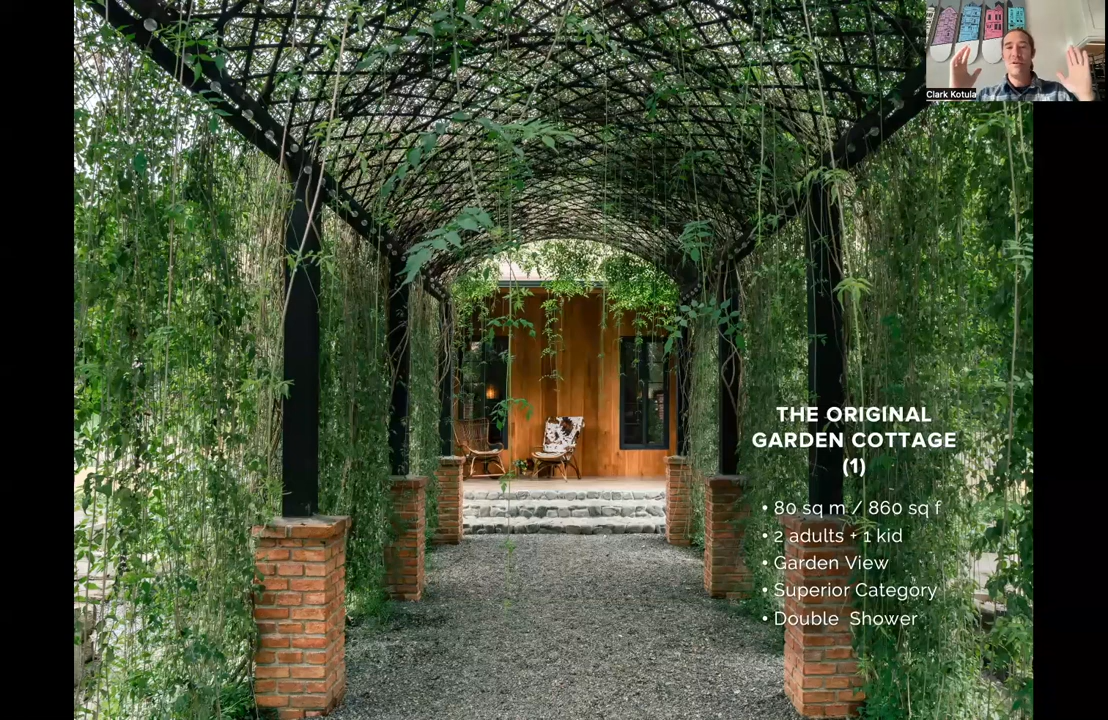 Clark Kotula
THE ORIGINAL
GARDEN COTTAGE
(1)
• 80 sq m / 860 sq f
• 2 adults + 1 kid
• Garden View
• Superior Category
• Double Shower